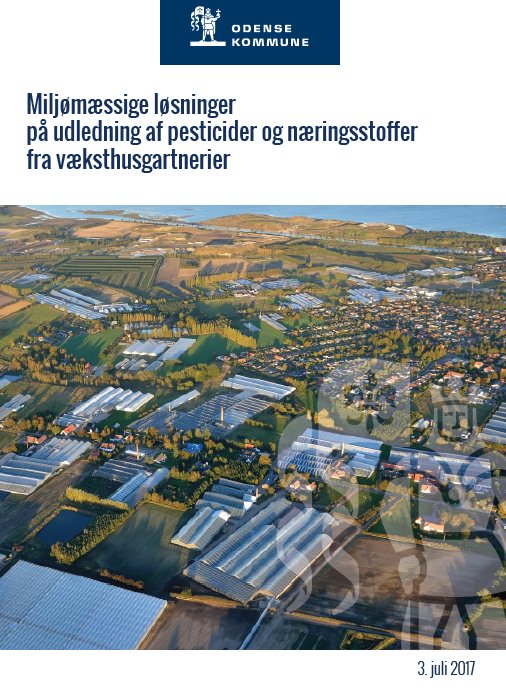 ODENSE
KOMMUNE
Miljømæssige løsninger
på udledning af pesticider og næringsstoffer
fra væksthusgartnerier
3. juli 2017